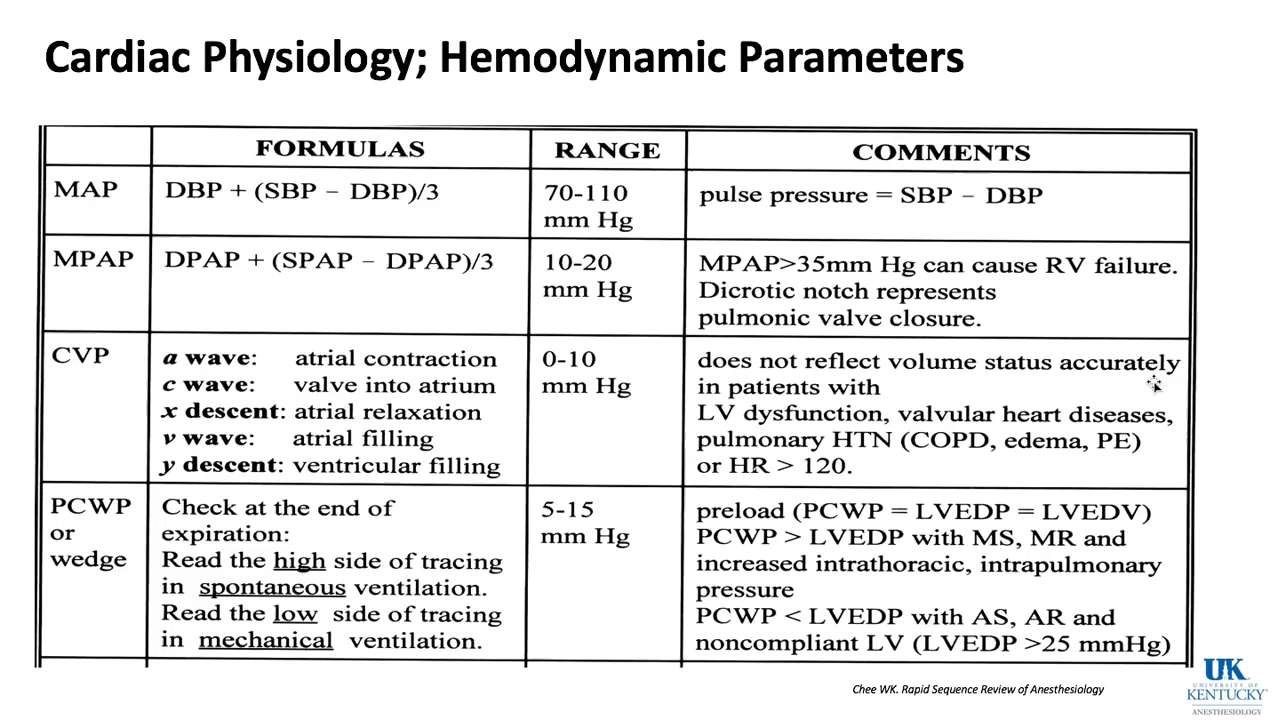 Cardiac Physiology; Hemodynamic Parameters
FORMULAS RANGE COMMENTS
MAP DBP + (SBP – DBP)/3 70-110 mm Hg pulse pressure = SBP – DBP
MPAP DPAP + (SPAP – DPAP)/3 10-20 mm Hg MPAP>35mm Hg can cause RV failure.
Dicrotic notch represents
pulmonic valve closure.
CVP
a wave: atrial contraction
c wave: valve into atrium
x descent: atrial relaxation
v wave: atrial filling
y descent: ventricular filling
0-10
mm Hg
does not reflect volume status accurately
in patients with
LV dysfunction, valvular heart diseases,
pulmonary HTN (COPD, edema, PE)
or HR > 120.
PCWP
or
wedge
Check at the end of
expiration:
Read the high side of tracing
in spontaneous ventilation.
Read the low side of tracing
in mechanical ventilation.
5-15
mm Hg
preload (PCWP = LVEDP = LVEDV)
PCWP > LVEDP with MS, MR and
increased intrathoracic, intrapulmonary
pressure
PCWP < LVEDP with AS, AR and
noncompliant LV (LVEDP >25 mmHg)
Chee WK. Rapid Sequence Review of Anesthesiology
UK
UNIVERSITY OF
KENTUCKY
ANESTHESIOLOGY